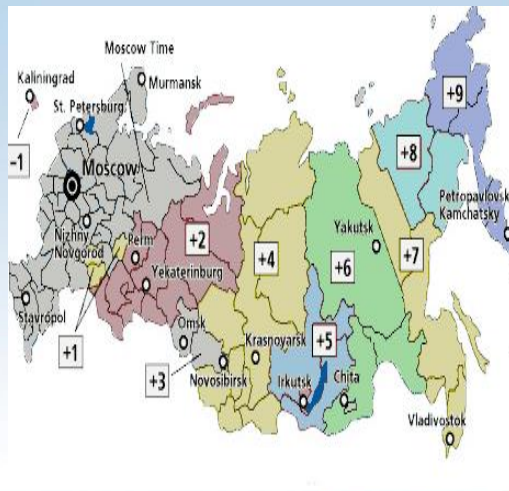 Moscow Time
Kaliningrad
Murmansk
St. Petersburg
+9
-1
Moscow
+8
Petropavlovsk
Kamchatsky
Nizhny
Novgorod
Perm
+2
+4
Yakutsk
+6
+7
Yekaterinburg
Stavropol
+1
Omsk
+3
Krasnoyarsk
+5
Novosibirsk
Irkutsk
Chita
Vladivostok